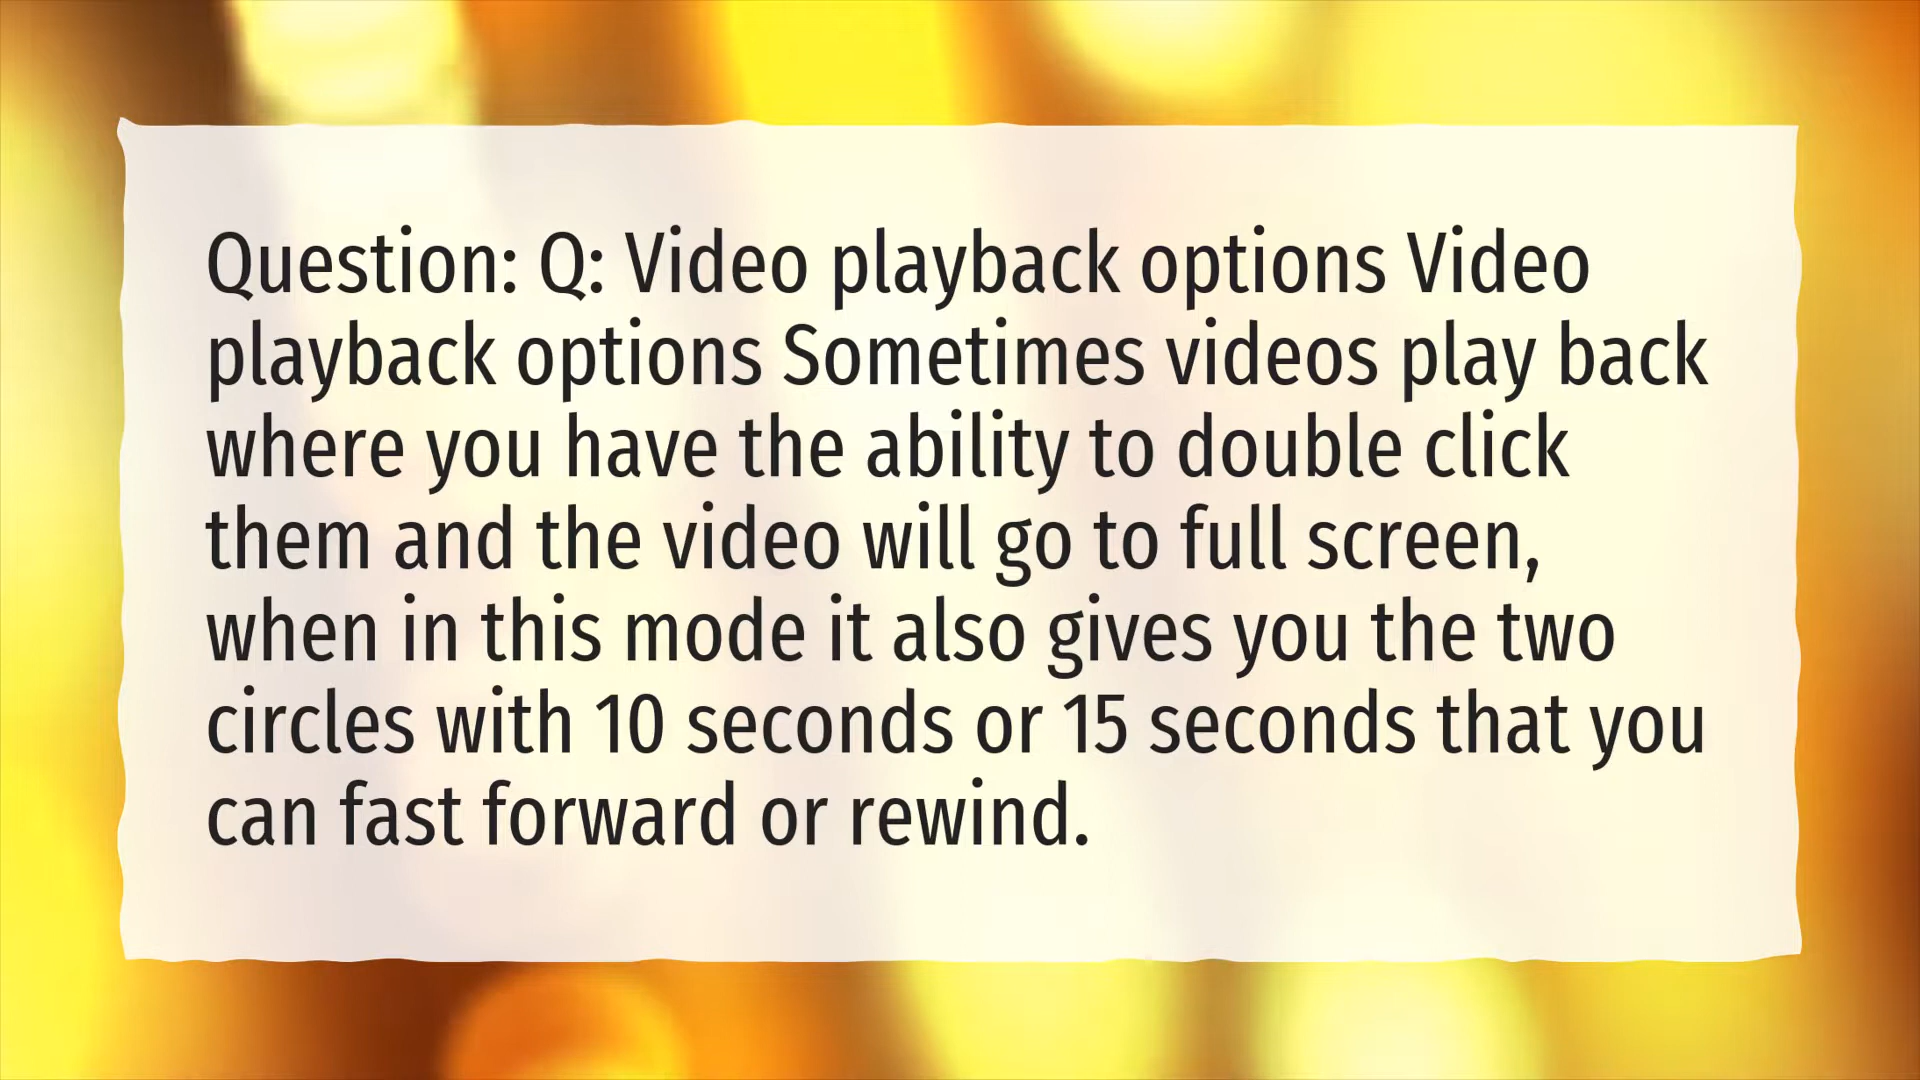 Question: Q: Video playback options Video
playback options Sometimes videos play back
where you have the ability to double click
them and the video will go to full screen,
when in this mode it also gives you the two
circles with 10 seconds or 15 seconds that you
can fast forward or rewind.